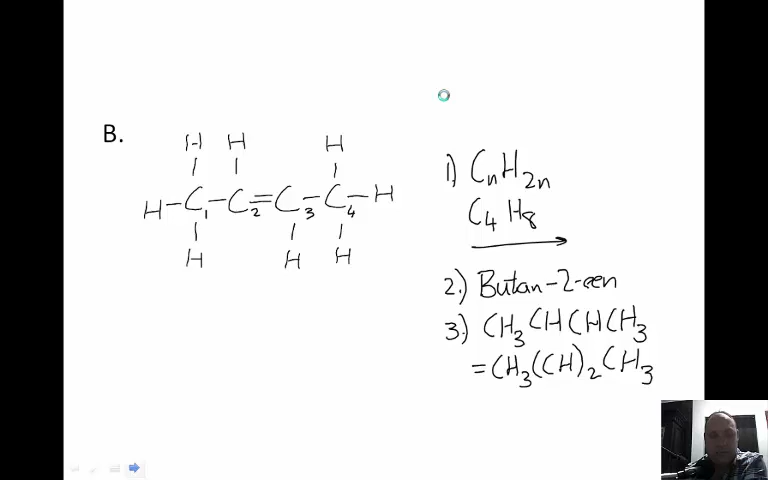 B.
H H H
H-C1-C2=C3-C4-H
H H H
1) CnH2n
C4H8
2.) Butan-2-een
3.) CH3CHCHCH3
=CH3(CH)2CH3